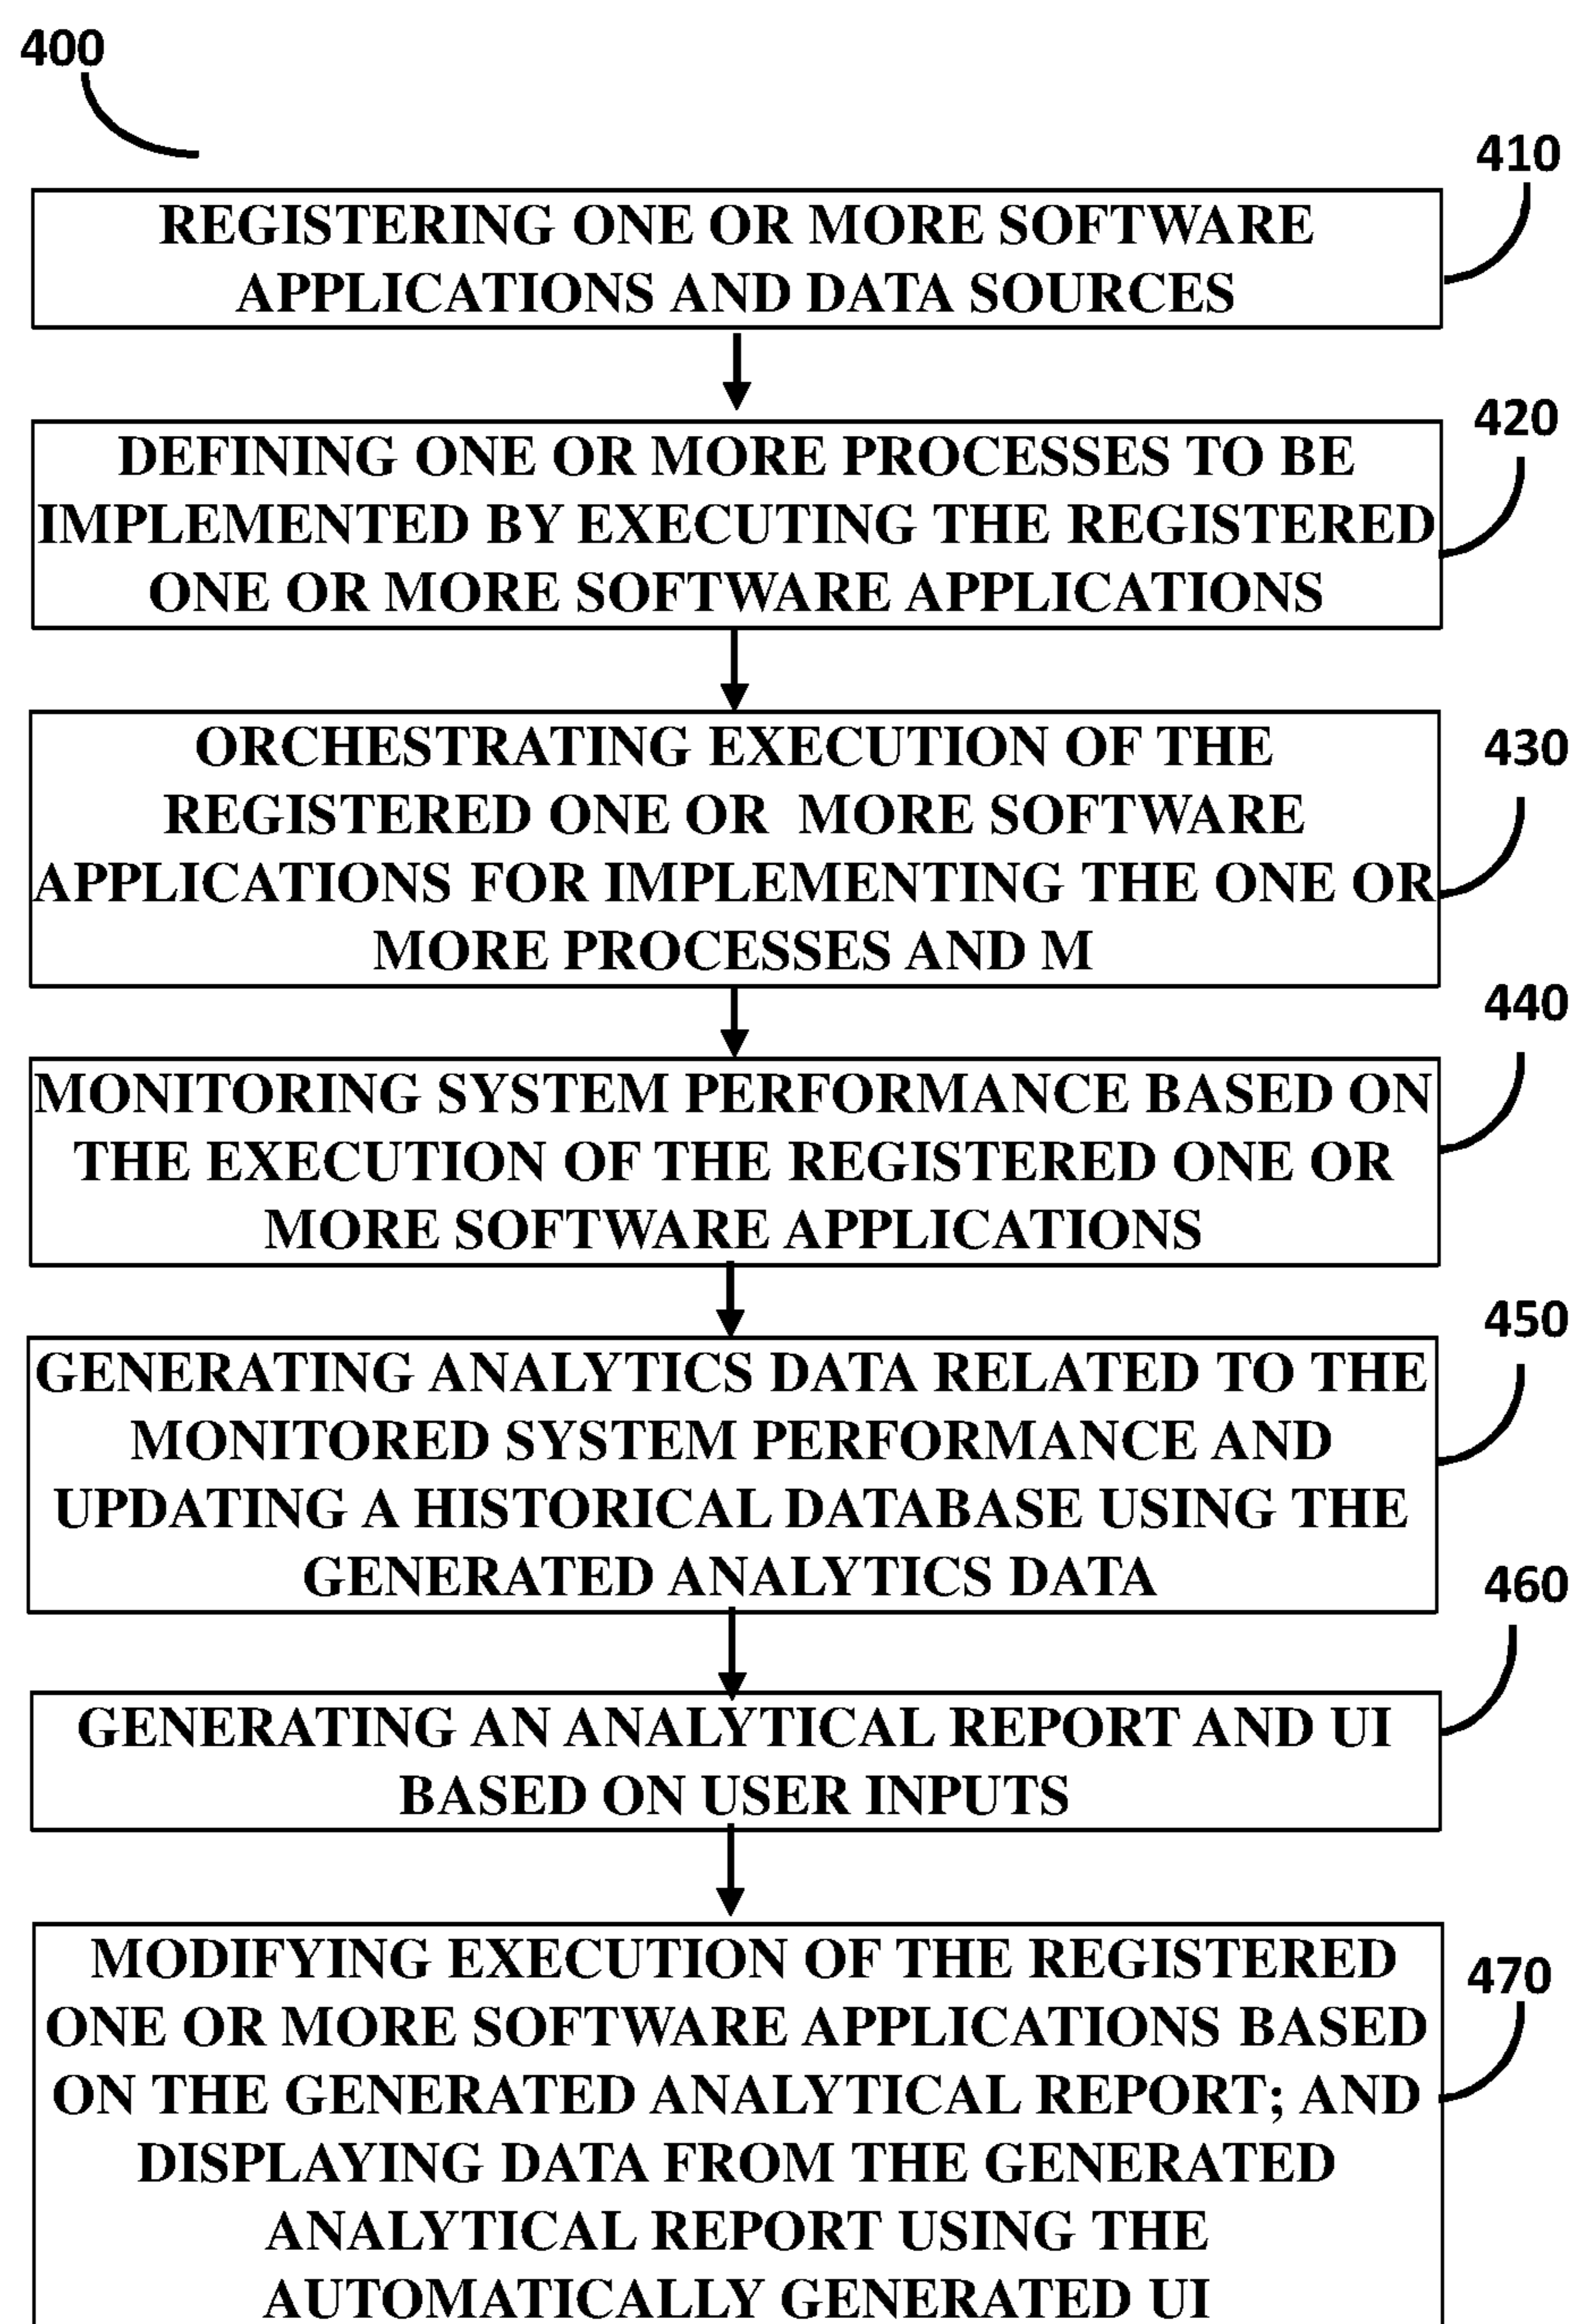 400
410
REGISTERING ONE OR MORE SOFTWARE
APPLICATIONS AND DATA SOURCES
420
DEFINING ONE OR MORE PROCESSES TO BE
IMPLEMENTED BY EXECUTING THE REGISTERED
ONE OR MORE SOFTWARE APPLICATIONS
430
ORCHESTRATING EXECUTION OF THE
REGISTERED ONE OR MORE SOFTWARE
APPLICATIONS FOR IMPLEMENTING THE ONE OR
MORE PROCESSES AND M
440
MONITORING SYSTEM PERFORMANCE BASED ON
THE EXECUTION OF THE REGISTERED ONE OR
MORE SOFTWARE APPLICATIONS
450
GENERATING ANALYTICS DATA RELATED TO THE
MONITORED SYSTEM PERFORMANCE AND
UPDATING A HISTORICAL DATABASE USING THE
GENERATED ANALYTICS DATA
460
GENERATING AN ANALYTICAL REPORT AND UI
BASED ON USER INPUTS
470
MODIFYING EXECUTION OF THE REGISTERED
ONE OR MORE SOFTWARE APPLICATIONS BASED
ON THE GENERATED ANALYTICAL REPORT; AND
DISPLAYING DATA FROM THE GENERATED
ANALYTICAL REPORT USING THE
AUTOMATICALLY GENERATED UI